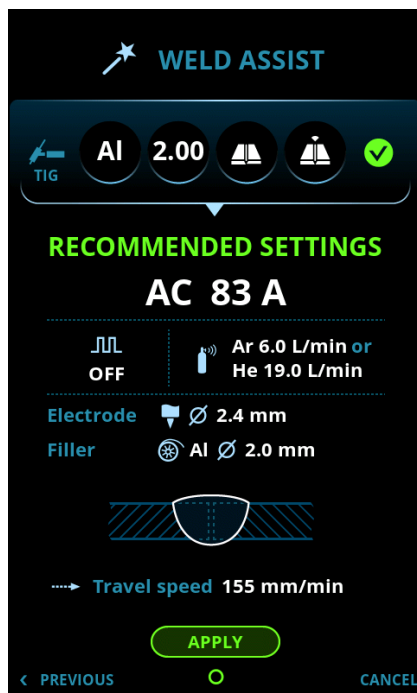 WELD ASSIST
TIG
Al
2.00
RECOMMENDED SETTINGS
AC 83 A
OFF
Ar 6.0 L/min or
He 19.0 L/min
Electrode Ø 2.4 mm
Filler Al Ø 2.0 mm
Travel speed 155 mm/min
APPLY
‹ PREVIOUS
CANCEL